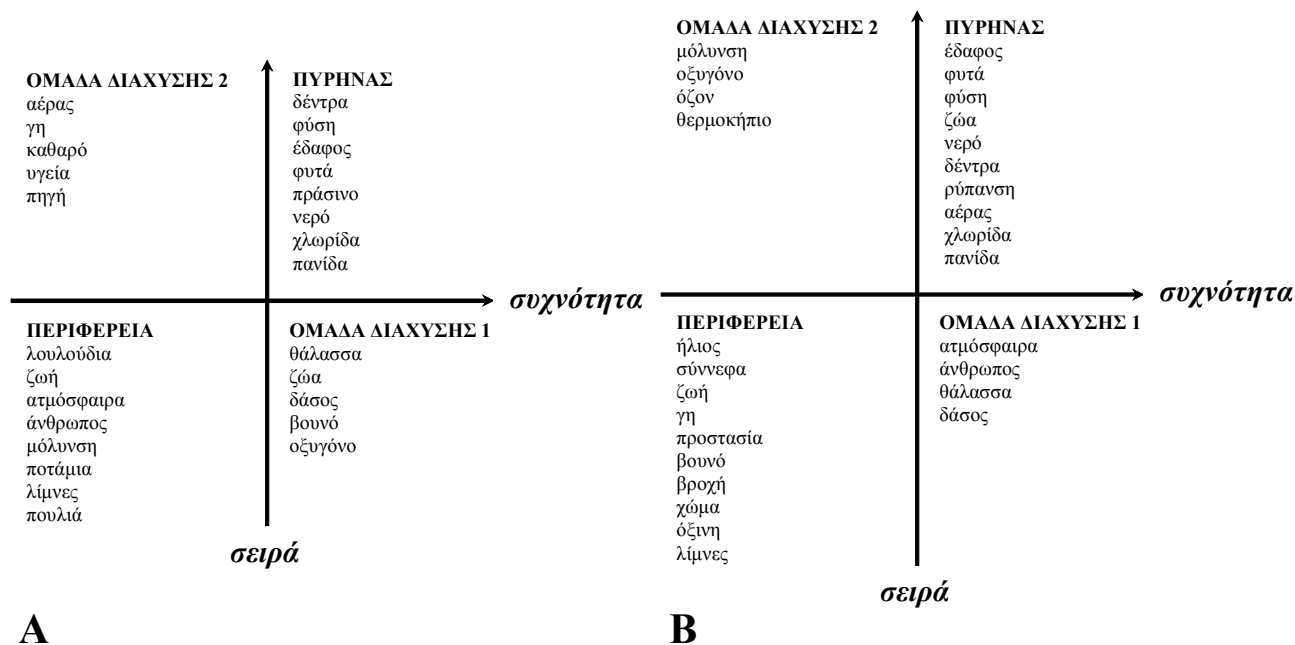 ΟΜΑΔΑ ΔΙΑΧΥΣΗΣ 2
αέρας
γη
καθαρό
υγεία
πηγή
ΠΥΡΗΝΑΣ
δέντρα
φύση
έδαφος
φυτά
πράσινο
νερό
χλωρίδα
πανίδα
συχνότητα
ΠΕΡΙΦΕΡΕΙΑ
λουλούδια
ζωή
ατμόσφαιρα
άνθρωπος
μόλυνση
ποτάμια
λίμνες
πουλιά
ΟΜΑΔΑ ΔΙΑΧΥΣΗΣ 1
θάλασσα
ζώα
δάσος
βουνό
οξυγόνο
σειρά
Α
ΟΜΑΔΑ ΔΙΑΧΥΣΗΣ 2
μόλυνση
οξυγόνο
όζον
θερμοκήπιο
ΠΥΡΗΝΑΣ
έδαφος
φυτά
φύση
ζώα
νερό
δέντρα
ρύπανση
αέρας
χλωρίδα
πανίδα
συχνότητα
ΠΕΡΙΦΕΡΕΙΑ
ήλιος
σύννεφα
ζωή
γη
προστασία
βουνό
βροχή
χώμα
όξινη
λίμνες
ΟΜΑΔΑ ΔΙΑΧΥΣΗΣ 1
ατμόσφαιρα
άνθρωπος
θάλασσα
δάσος
σειρά
Β